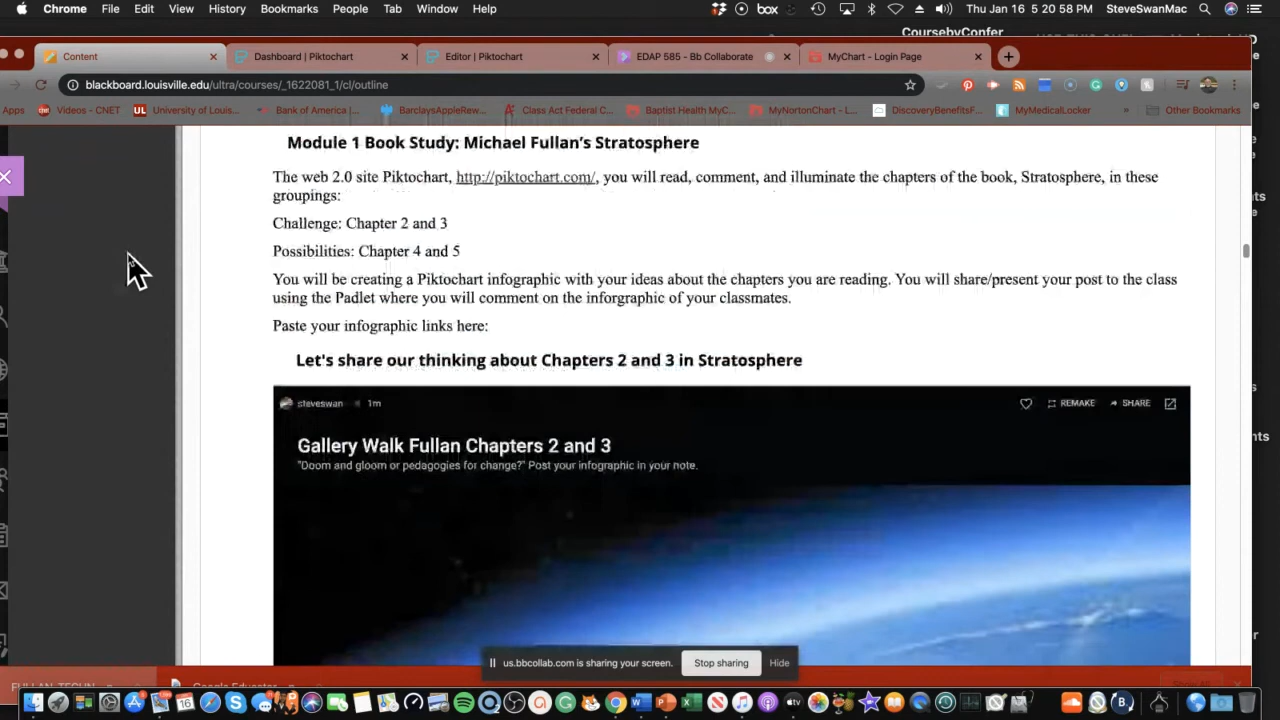 Chrome File Edit View History Bookmarks People Tab Window Help box Thu Jan 16 5:20:58 PM SteveSwanMac
CoursebyConfer
Content Dashboard | Piktochart Editor | Piktochart EDAP 585 - Bb Collaborate MyChart - Login Page
blackboard.louisville.edu/ultra/courses/_1622081_1/cl/outline
Apps Videos - CNET University of Louis... Bank of America |... BarclaysAppleRew... Class Act Federal C... Baptist Health MyC... MyNortonChart - L... DiscoveryBenefitsF... MyMedicalLocker » Other Bookmarks
Module 1 Book Study: Michael Fullan's Stratosphere
The web 2.0 site Piktochart, http://piktochart.com/, you will read, comment, and illuminate the chapters of the book, Stratosphere, in these
groupings:
Challenge: Chapter 2 and 3
Possibilities: Chapter 4 and 5
You will be creating a Piktochart infographic with your ideas about the chapters you are reading. You will share/present your post to the class
using the Padlet where you will comment on the inforgraphic of your classmates.
Paste your infographic links here:
Let's share our thinking about Chapters 2 and 3 in Stratosphere
steveswan 1m REMAKE SHARE
Gallery Walk Fullan Chapters 2 and 3
"Doom and gloom or pedagogies for change?" Post your infographic in your note.
us.bbcollab.com is sharing your screen. Stop sharing Hide
Show All